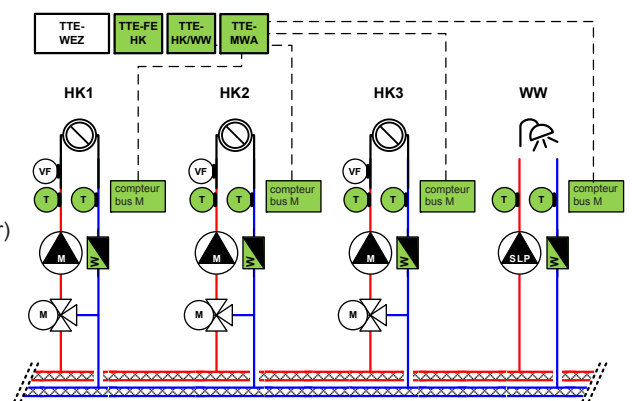 TTE-
WEZ
TTE-FE
HK
TTE-
HK/WW
TTE-
MWA
HK1
HK2
HK3
WW
VF
VF
VF
T
T
compteur
bus M
T
T
compteur
bus M
T
T
compteur
bus M
T
T
compteur
bus M
r)
M
W
M
W
M
W
SLP
W
M
M
M